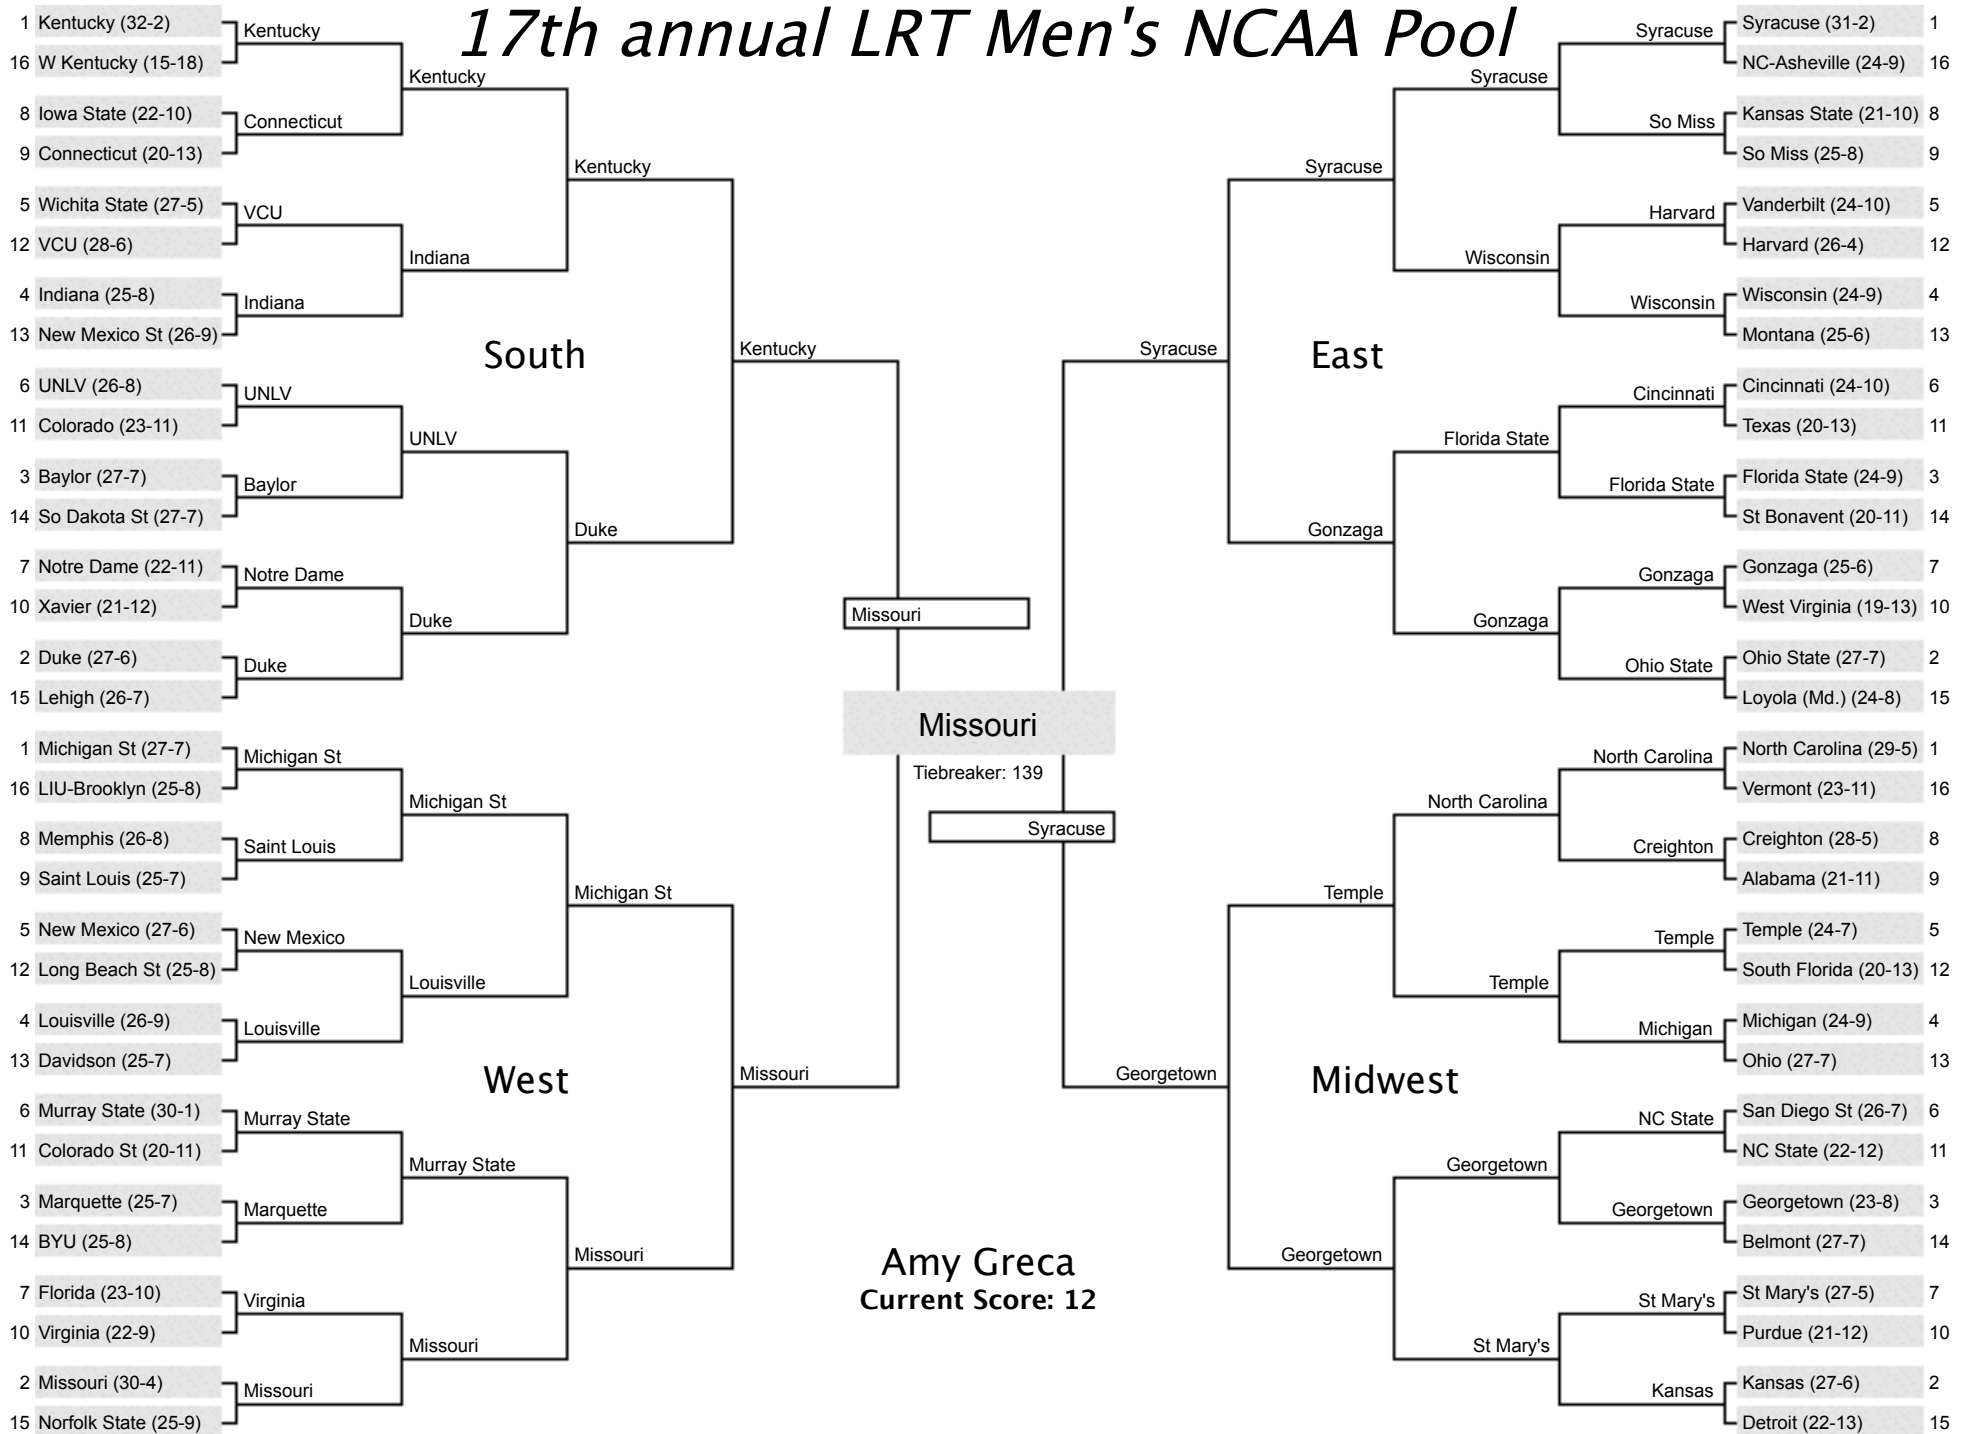 17th annual LRT Men's NCAA Pool
1 Kentucky (32-2)
16 W Kentucky (15-18)
8 Iowa State (22-10)
9 Connecticut (20-13)
5 Wichita State (27-5)
12 VCU (28-6)
4 Indiana (25-8)
13 New Mexico St (26-9)
6 UNLV (26-8)
11 Colorado (23-11)
3 Baylor (27-7)
14 So Dakota St (27-7)
7 Notre Dame (22-11)
10 Xavier (21-12)
2 Duke (27-6)
15 Lehigh (26-7)
1 Michigan St (27-7)
16 LIU-Brooklyn (25-8)
8 Memphis (26-8)
9 Saint Louis (25-7)
5 New Mexico (27-6)
12 Long Beach St (25-8)
4 Louisville (26-9)
13 Davidson (25-7)
6 Murray State (30-1)
11 Colorado St (20-11)
3 Marquette (25-7)
14 BYU (25-8)
7 Florida (23-10)
10 Virginia (22-9)
2 Missouri (30-4)
15 Norfolk State (25-9)
Kentucky
Connecticut
VCU
Indiana
UNLV
Baylor
Notre Dame
Duke
Michigan St
Saint Louis
New Mexico
Louisville
Murray State
Marquette
Virginia
Missouri
Kentucky
Indiana
UNLV
Duke
Michigan St
Louisville
Murray State
Missouri
Kentucky
Duke
Michigan St
Missouri
South
West
Kentucky
Missouri
Missouri
Missouri
Tiebreaker: 139
Syracuse
Amy Greca
Current Score: 12
Syracuse
Georgetown
East
Midwest
Syracuse
Gonzaga
Temple
Georgetown
Syracuse
Wisconsin
Florida State
Gonzaga
North Carolina
Temple
Georgetown
St Mary's
Syracuse
So Miss
Harvard
Wisconsin
Cincinnati
Florida State
Gonzaga
Ohio State
North Carolina
Creighton
Temple
Michigan
NC State
Georgetown
St Mary's
Kansas
Syracuse (31-2) 1
NC-Asheville (24-9) 16
Kansas State (21-10) 8
So Miss (25-8) 9
Vanderbilt (24-10) 5
Harvard (26-4) 12
Wisconsin (24-9) 4
Montana (25-6) 13
Cincinnati (24-10) 6
Texas (20-13) 11
Florida State (24-9) 3
St Bonavent (20-11) 14
Gonzaga (25-6) 7
West Virginia (19-13) 10
Ohio State (27-7) 2
Loyola (Md.) (24-8) 15
North Carolina (29-5) 1
Vermont (23-11) 16
Creighton (28-5) 8
Alabama (21-11) 9
Temple (24-7) 5
South Florida (20-13) 12
Michigan (24-9) 4
Ohio (27-7) 13
San Diego St (26-7) 6
NC State (22-12) 11
Georgetown (23-8) 3
Belmont (27-7) 14
St Mary's (27-5) 7
Purdue (21-12) 10
Kansas (27-6) 2
Detroit (22-13) 15